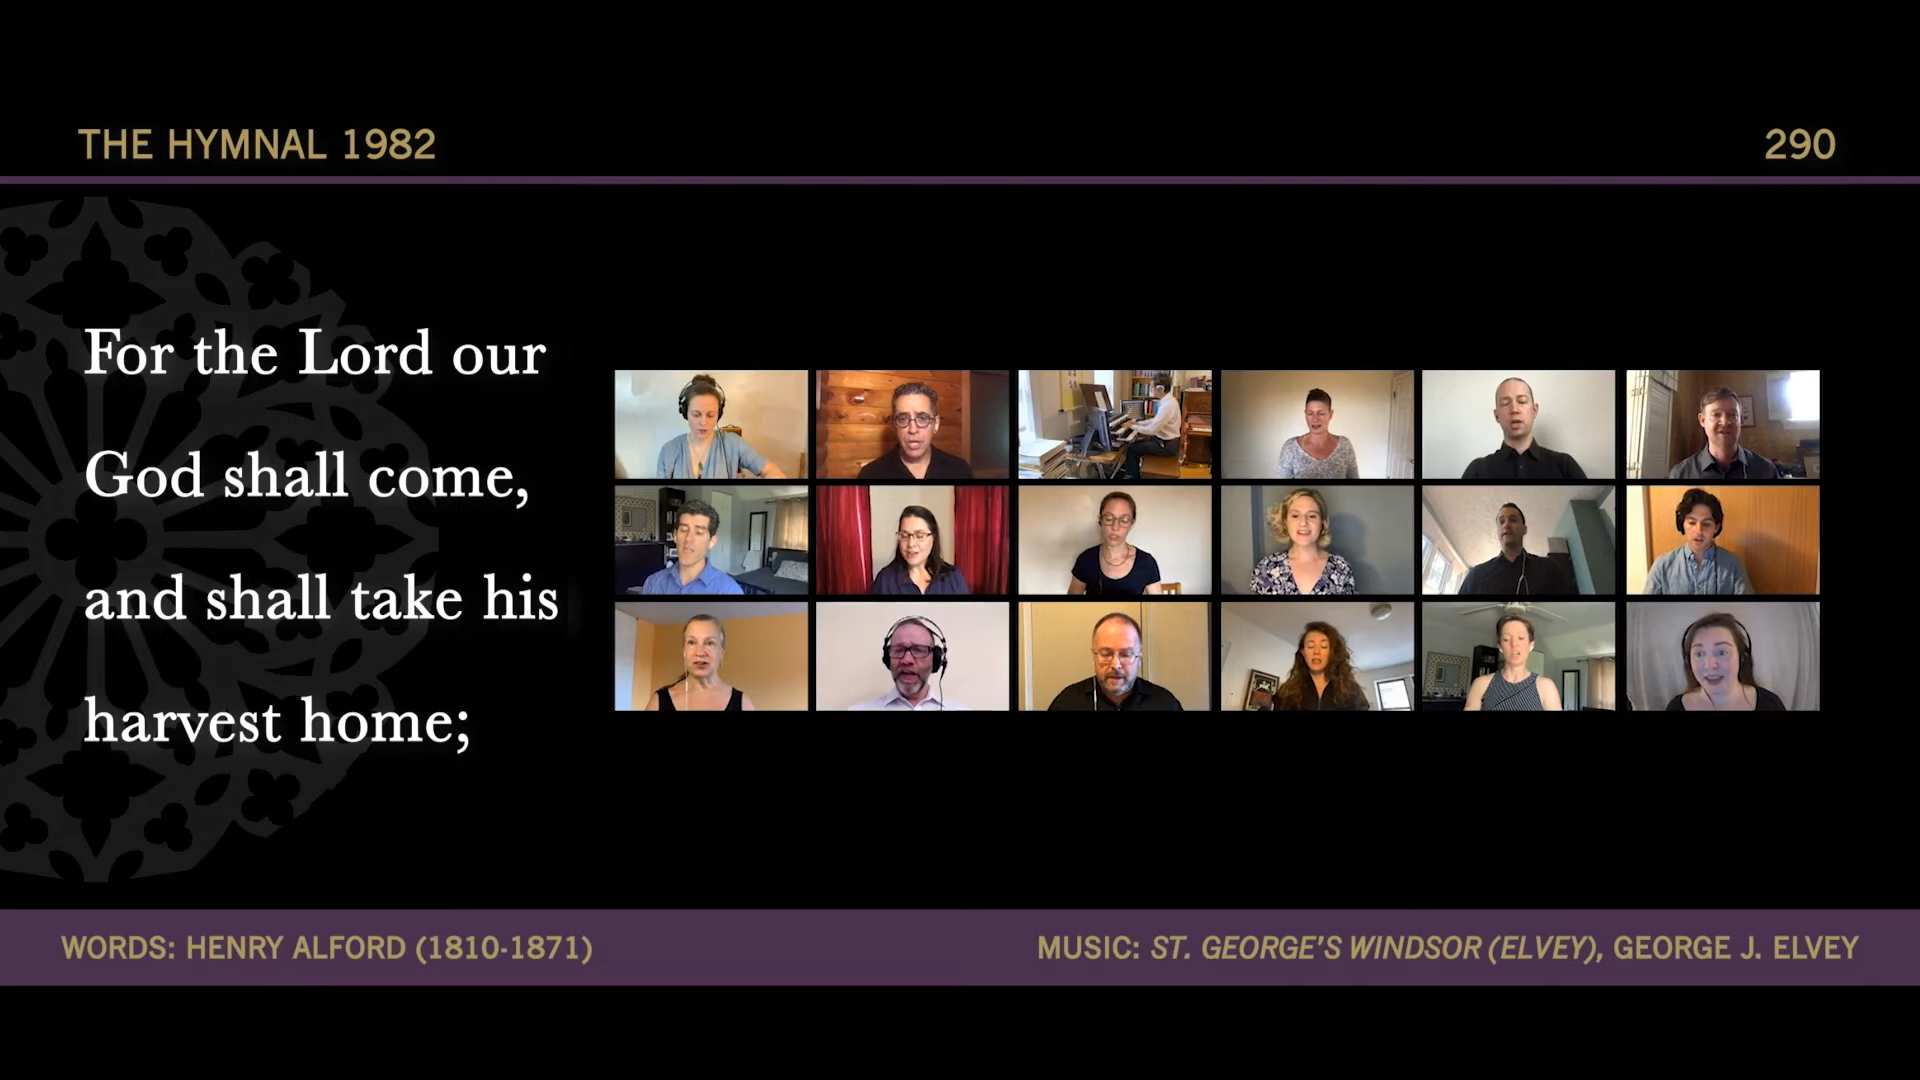 THE HYMNAL 1982
290
For the Lord our
God shall come,
and shall take his
harvest home;
WORDS: HENRY ALFORD (1810-1871)
MUSIC: ST. GEORGE'S WINDSOR (ELVEY), GEORGE J. ELVEY